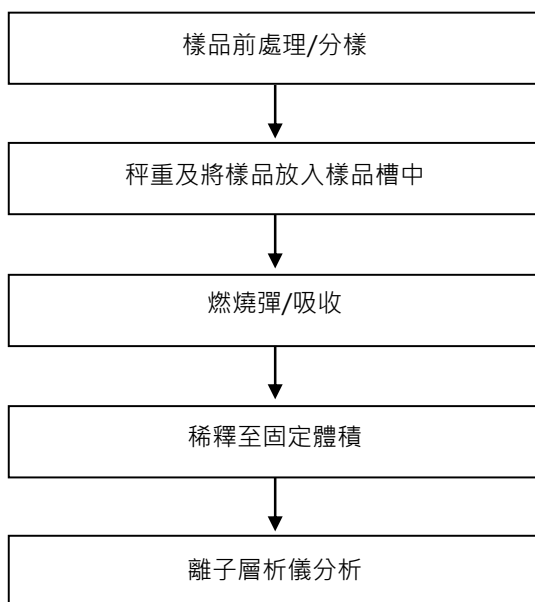 樣品前處理/分樣
秤重及將樣品放入樣品槽中
燃燒彈/吸收
稀釋至固定體積
離子層析儀分析